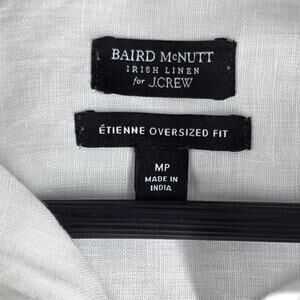 BAIRD McNUTT
IRISH LINEN
for J.CREW
ÉTIENNE OVERSIZED FIT
MP
MADE IN
INDIA